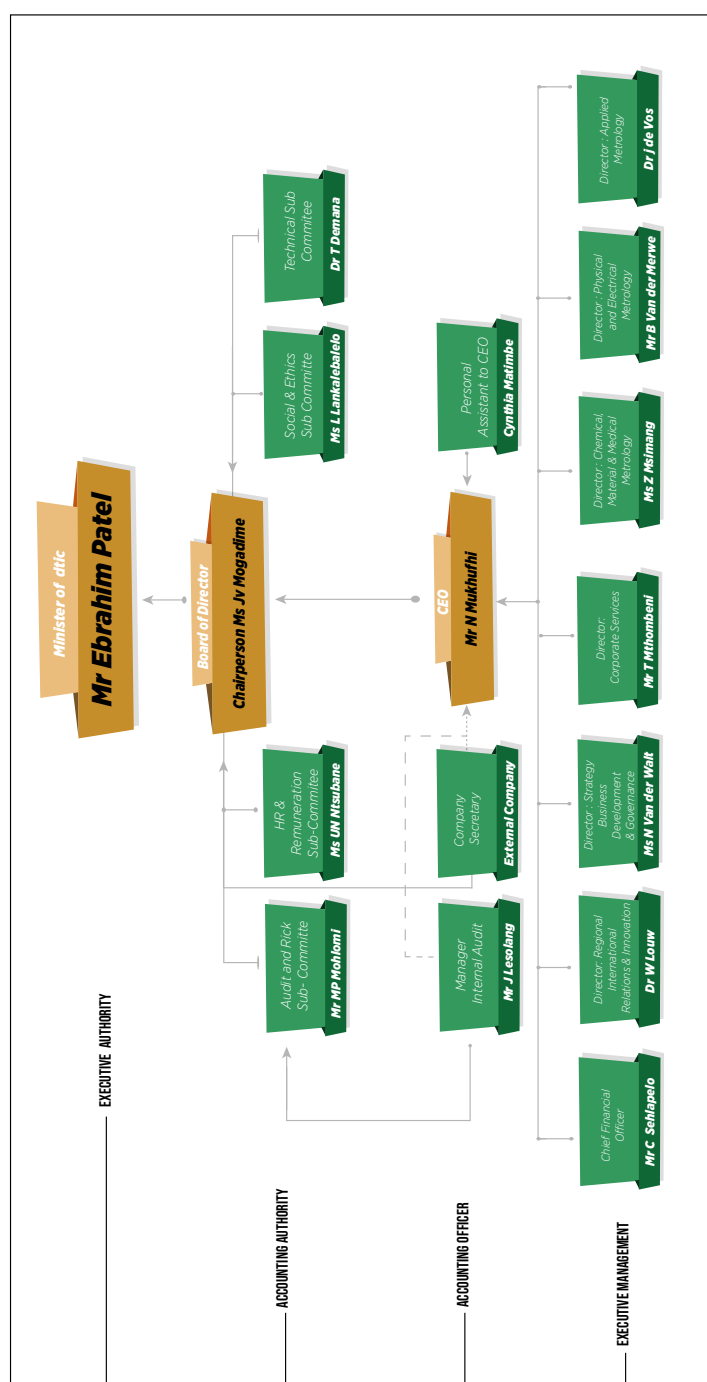 EXECUTIVE AUTHORITY
Minister of dtic
Mr Ebrahim Patel
ACCOUNTING AUTHORITY
Board of Director
Chairperson Ms Jv Mogadime
Audit and Rick
Sub- Committe
Mr MP Mohlomi
HR &
Remuneration
Sub-Commitee
Ms UN Ntsubane
Social & Ethics
Sub Committe
Ms L Lankalebalelo
Technical Sub
Commitee
Dr T Demana
ACCOUNTING OFFICER
Manager
Internal Audit
Mr J Lesolang
Company
Secretary
External Company
CEO
Mr N Mukhufhi
Personal
Assistant to CEO
Cynthia Matimbe
EXECUTIVE MANAGEMENT
Chief Financial
Officer
Mr C Sehlapelo
Director: Regional
International
Relations & Innovation
Dr W Louw
Director : Strategy
Business
Development
& Governance
Ms N Van der Walt
Director:
Corporate Services
Mr T Mthombeni
Director : Chemical,
Material & Medical
Metrology
Ms Z Msimang
Director : Physical
and Electrical
Metrology
Mr B Van der Merwe
Director : Applied
Metrology
Dr j de Vos